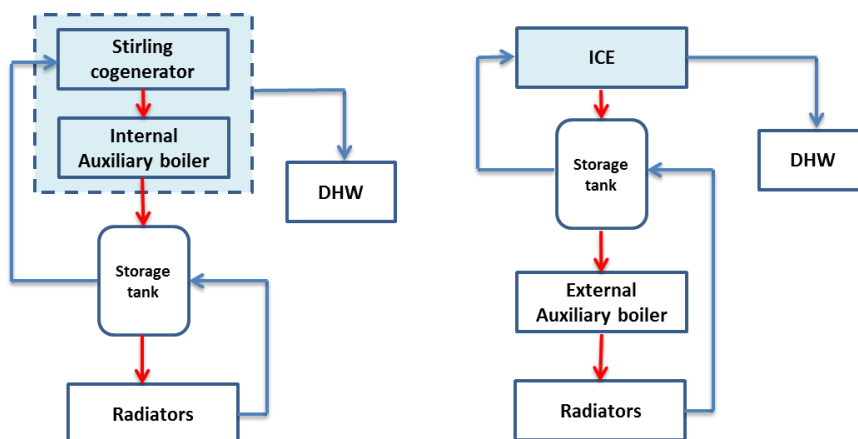 Stirling
cogenerator
Internal
Auxiliary boiler
DHW
Storage
tank
Radiators
ICE
Storage
tank
DHW
External
Auxiliary boiler
Radiators